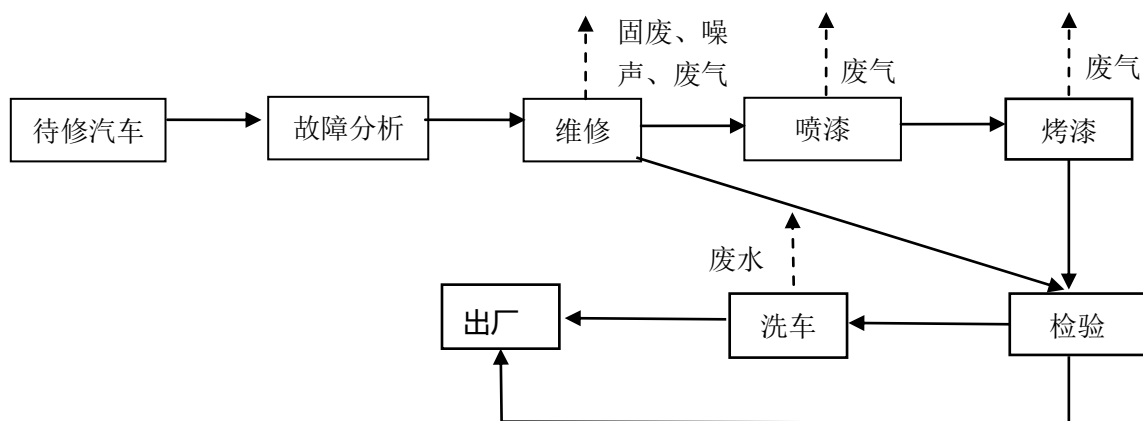 固废、噪
声、废气
废气
废气
待修汽车
故障分析
维修
喷漆
烤漆
废水
出厂
洗车
检验